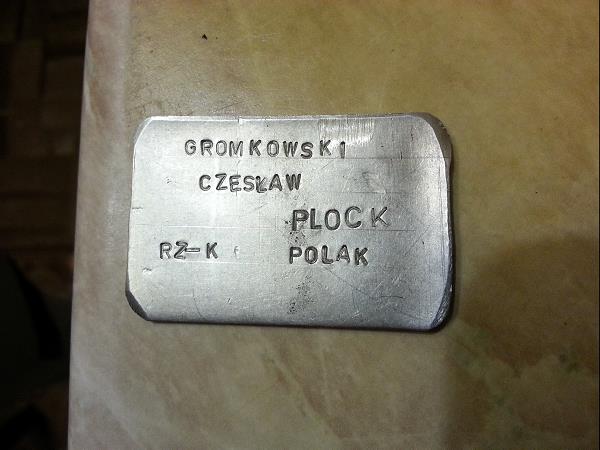 GROMKOWSKI
CZESŁAW
PLOCK
RZ-K POLAK